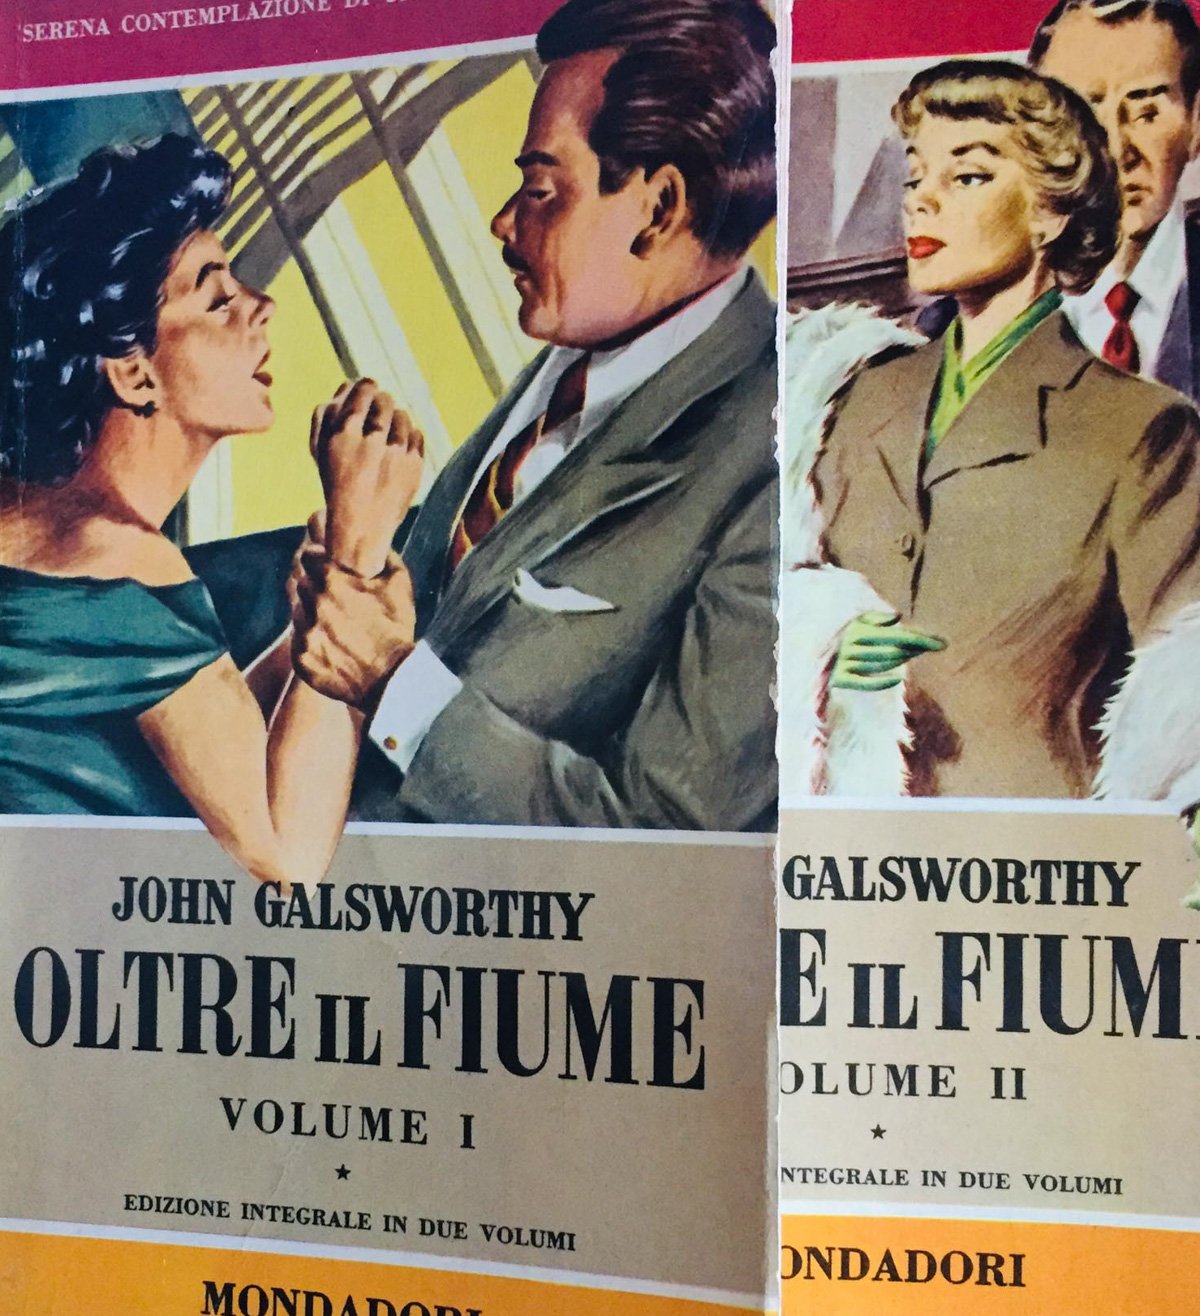 SERENA CONTEMPLAZIONE DI
JOHN GALSWORTHY
OLTRE IL FIUME
VOLUME I
★
EDIZIONE INTEGRALE IN DUE VOLUMI
MONDADORI
GALSWORTHY
E IL FIUM
OLUME II
★
NTEGRALE IN DUE VOLUMI
ONDADORI